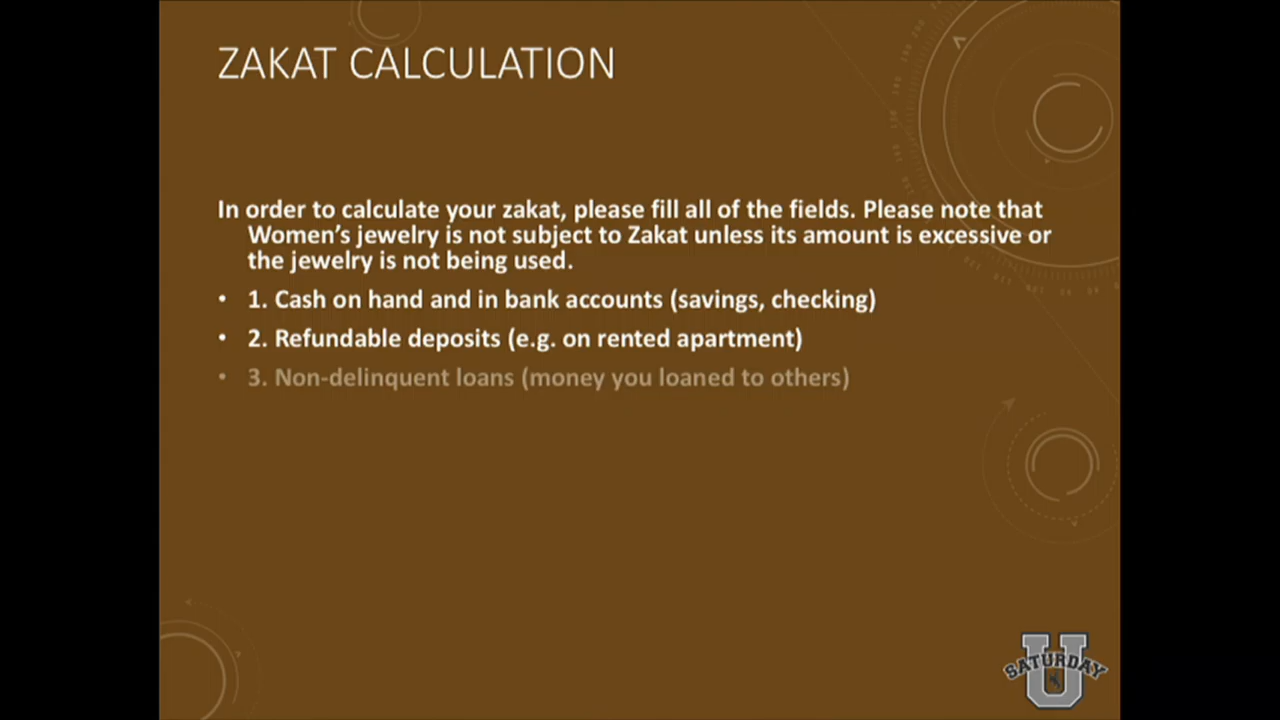 ZAKAT CALCULATION
In order to calculate your zakat, please fill all of the fields. Please note that
Women's jewelry is not subject to Zakat unless its amount is excessive or
the jewelry is not being used.
• 1. Cash on hand and in bank accounts (savings, checking)
• 2. Refundable deposits (e.g. on rented apartment)
• 3. Non-delinquent loans (money you loaned to others)
SATURDAY
U